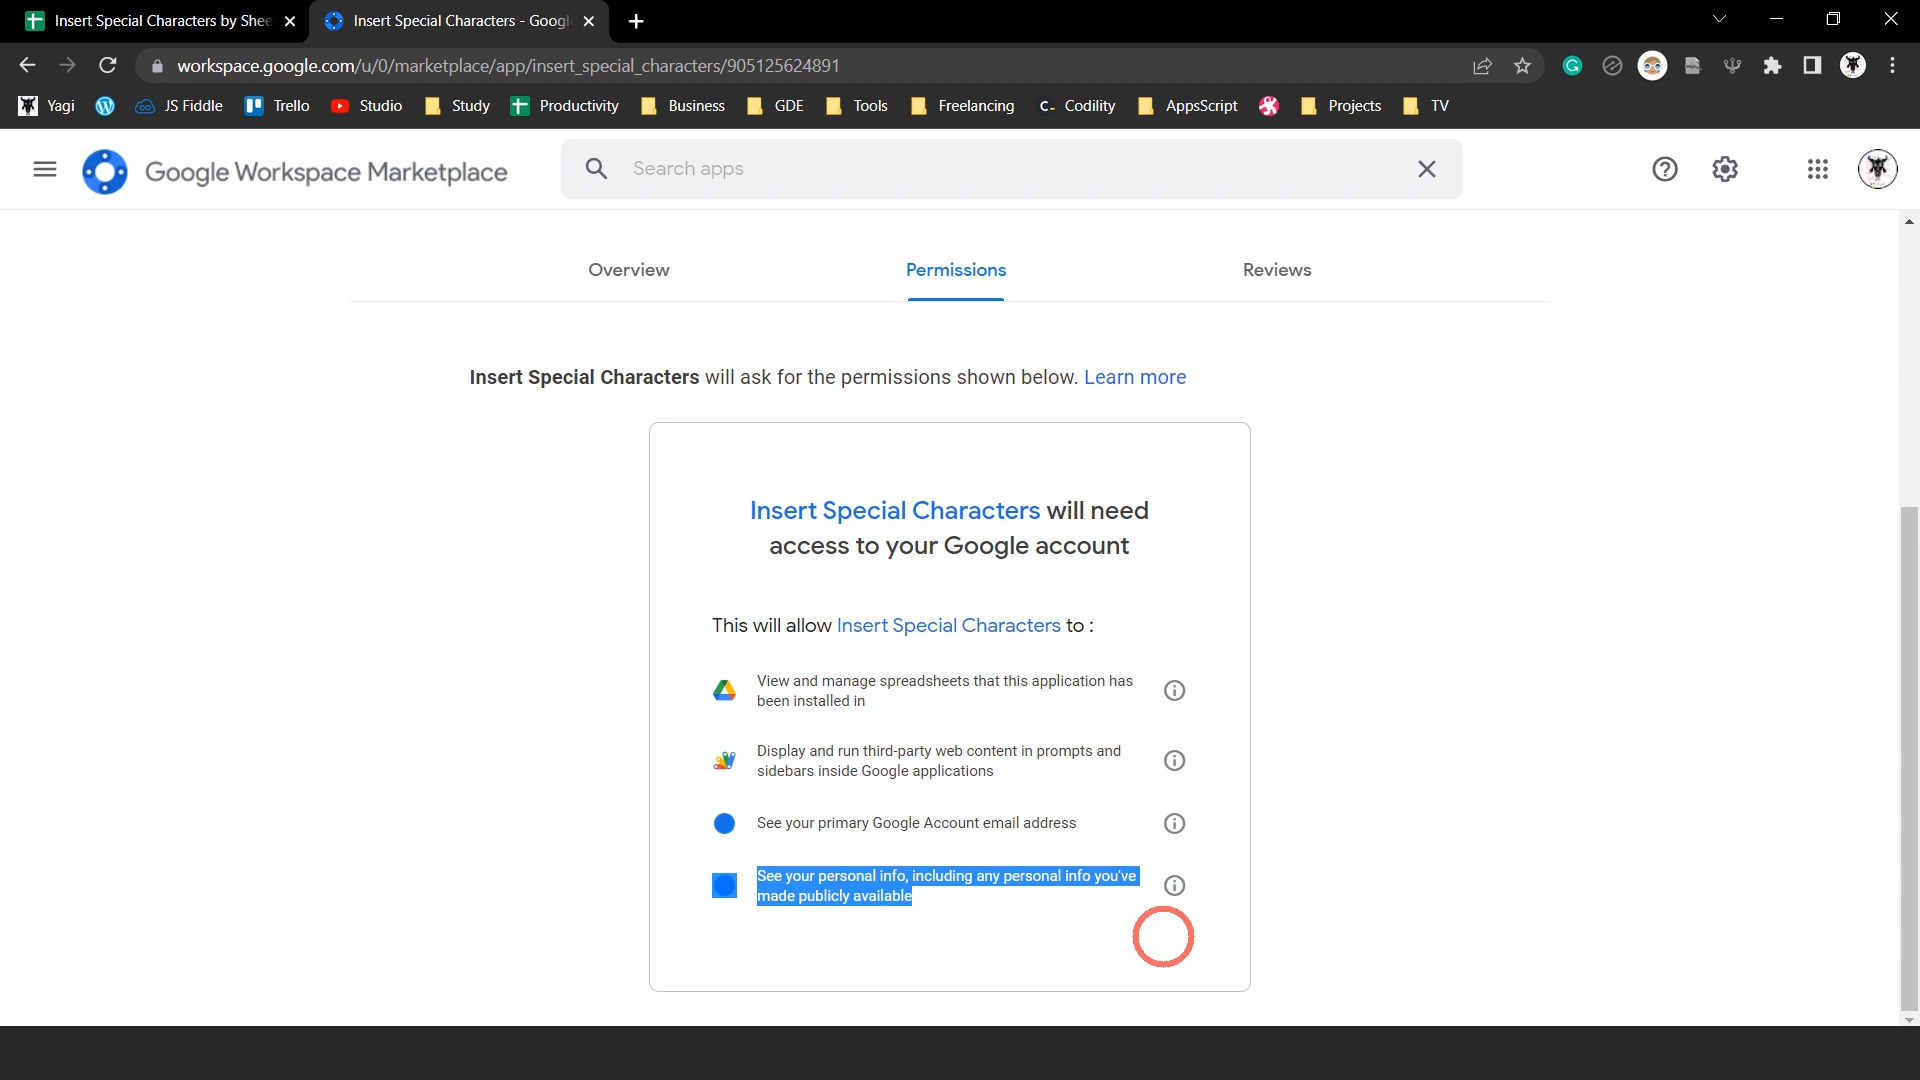 Insert Special Characters by Shee
Insert Special Characters - Googl
workspace.google.com/u/0/marketplace/app/insert_special_characters/905125624891
Yagi JS Fiddle Trello Studio Study Productivity Business GDE Tools Freelancing C- Codility AppsScript Projects TV
Google Workspace Marketplace
Search apps
Overview Permissions Reviews
Insert Special Characters will ask for the permissions shown below. Learn more
Insert Special Characters will need
access to your Google account
This will allow Insert Special Characters to :
View and manage spreadsheets that this application has
been installed in
Display and run third-party web content in prompts and
sidebars inside Google applications
See your primary Google Account email address
See your personal info, including any personal info you've
made publicly available